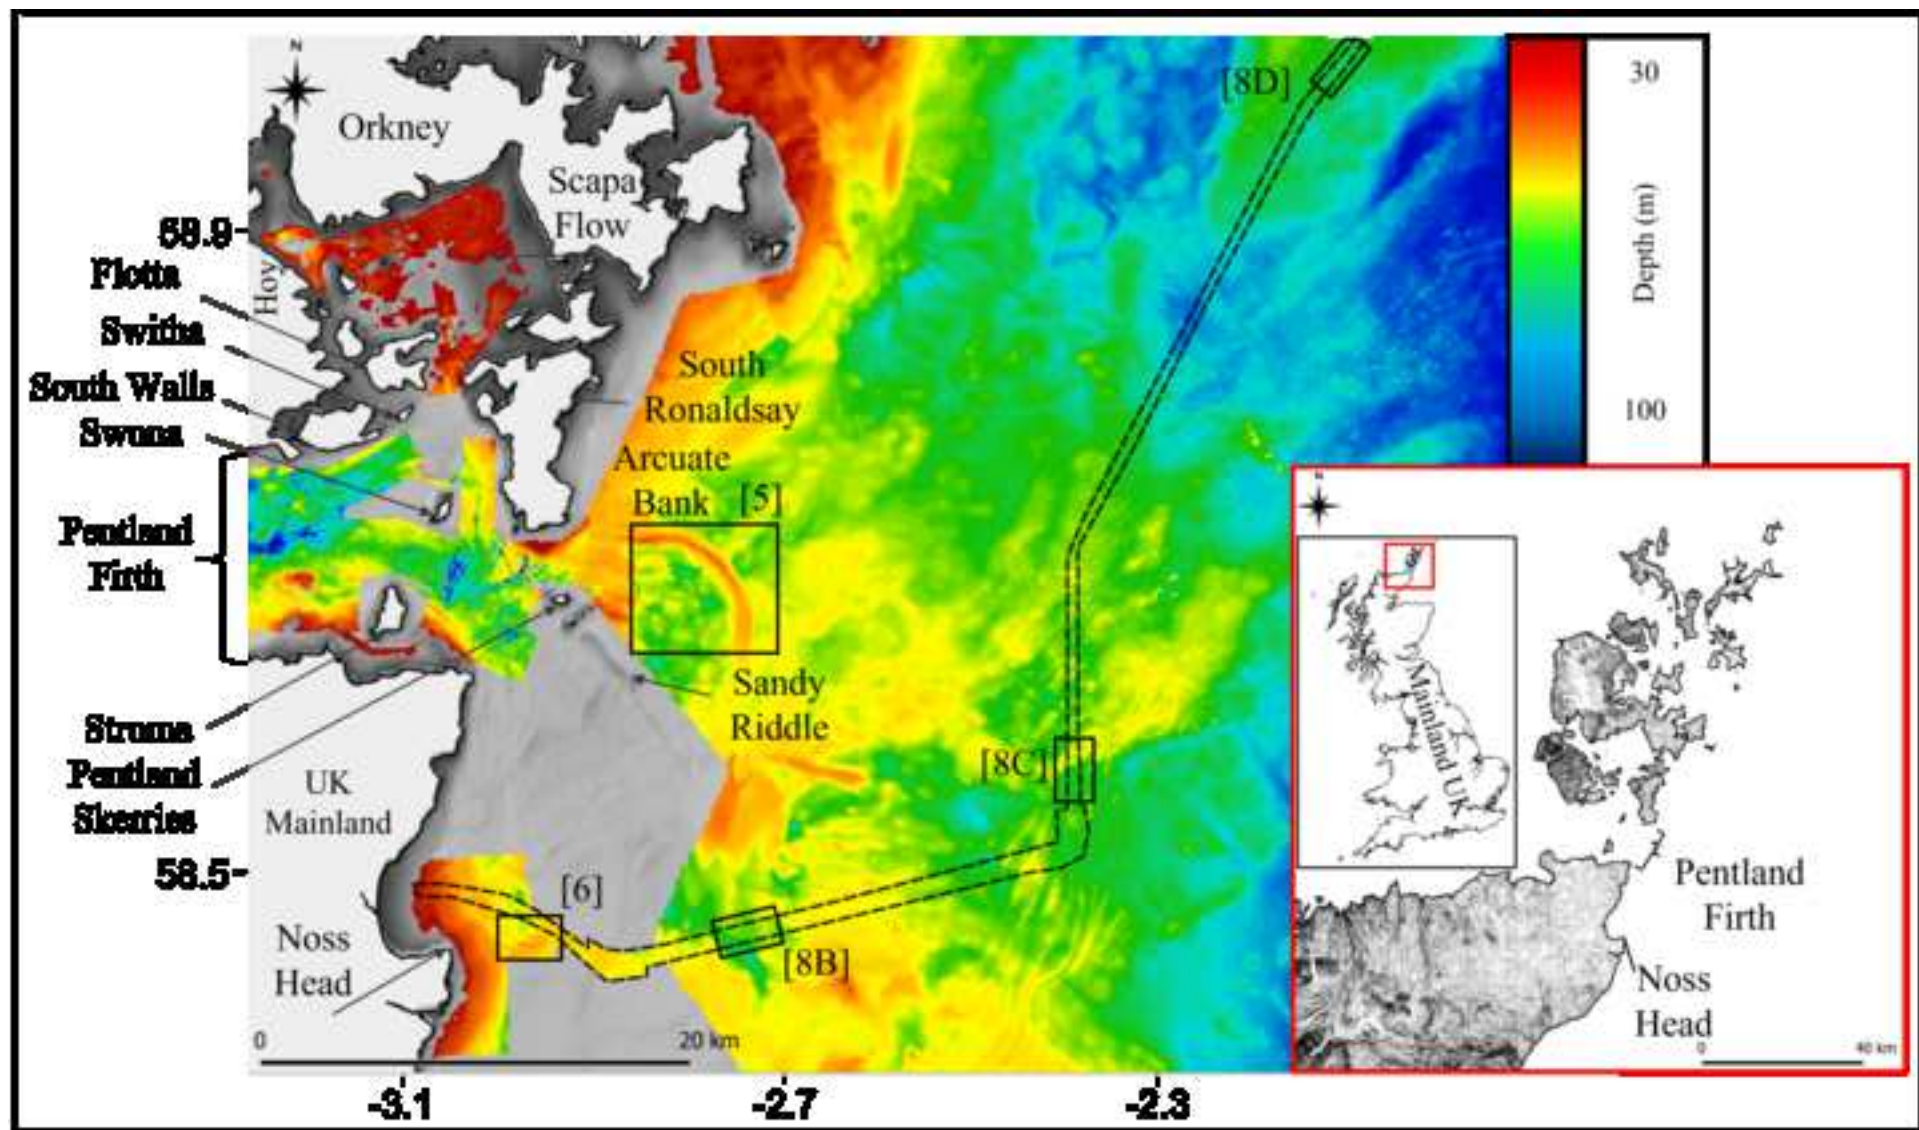 N
[8D]
30
Orkney
Scapa
Flow
Depth (m)
58.9
Hoy
Flotta
Switha
South Walls
Swona
South
Ronaldsay
100
Arcuate
Bank
[5]
Pentland
Firth
Sandy
Riddle
Stroma
Pentland
Skerries
[8C]
UK
Mainland
58.5
[6]
[8B]
Noss
Head
0
20 km
-3.1
-2.7
-2.3
N
Mainland UK
Pentland
Firth
Noss
Head
0
40 km